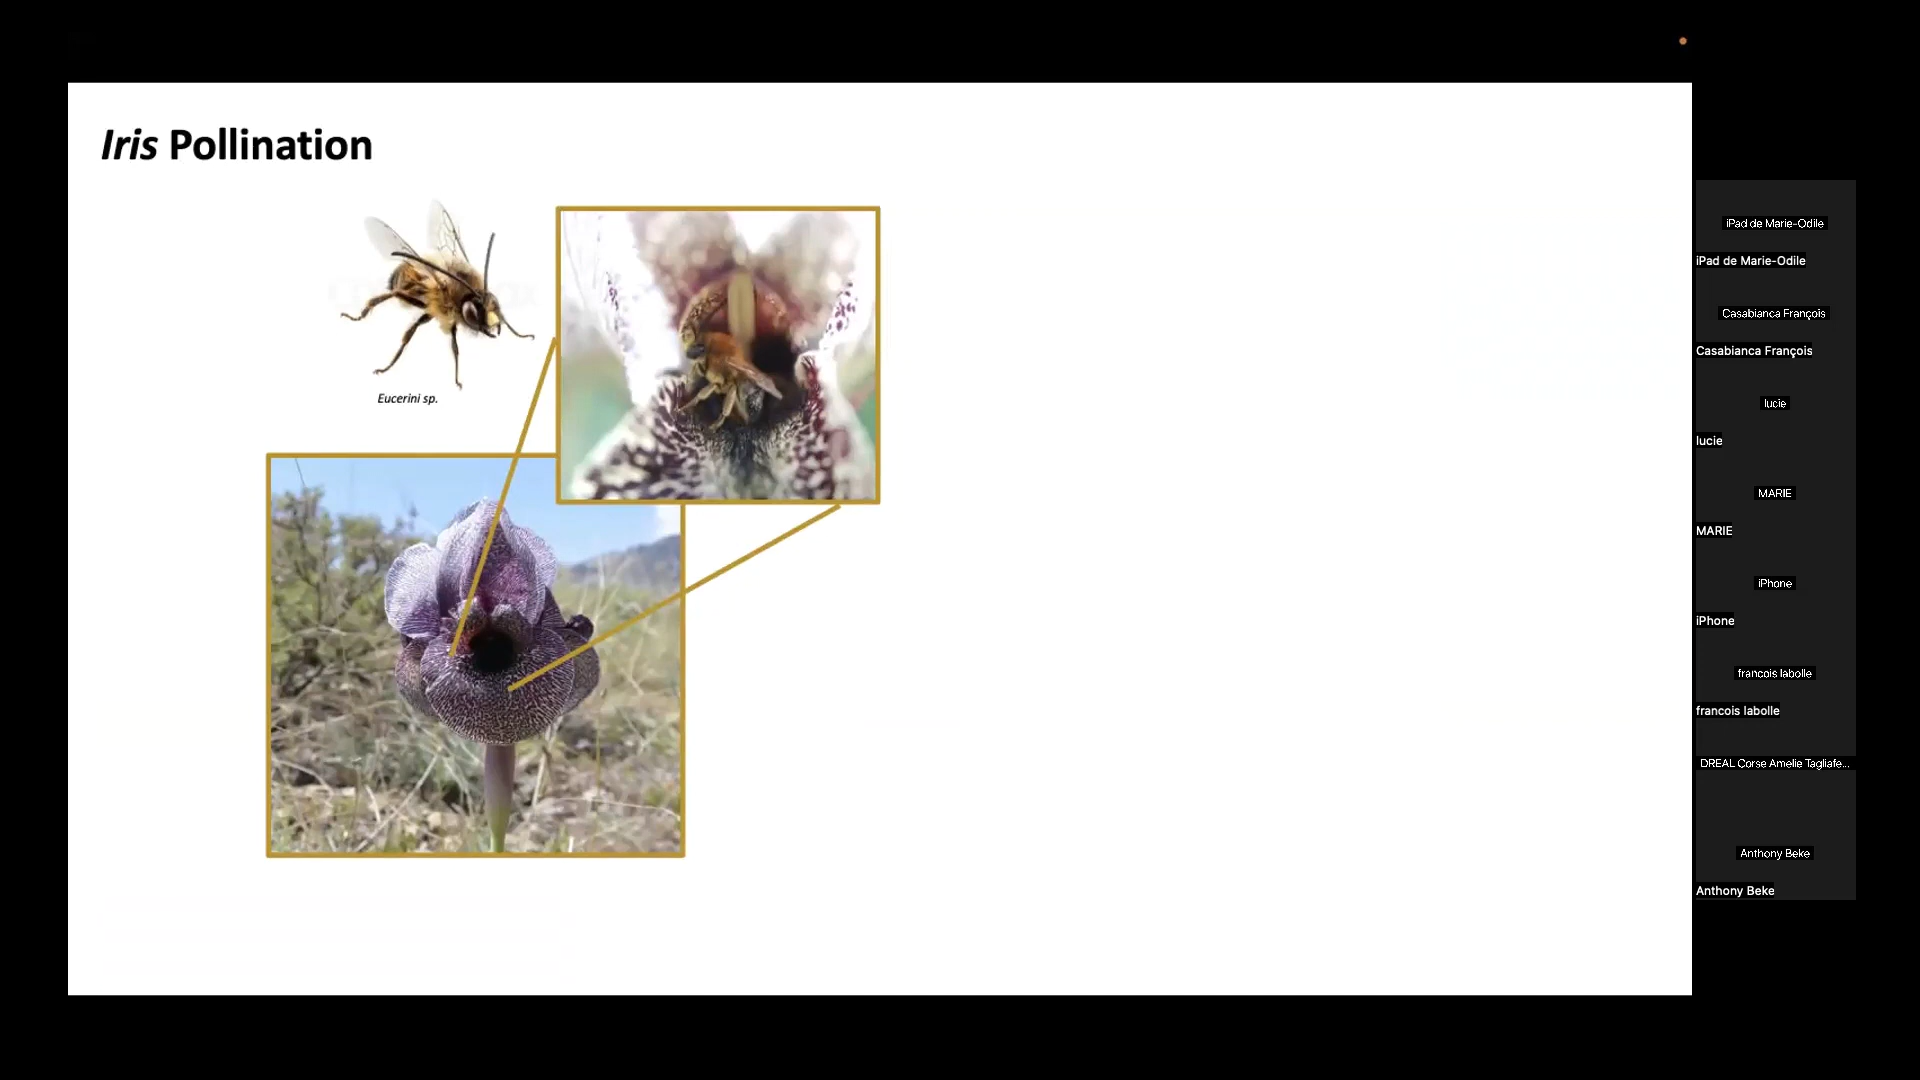 Iris Pollination
Eucerini sp.
iPad de Marie-Odile
iPad de Marie-Odile
Casabianca François
Casabianca François
lucie
lucie
MARIE
MARIE
iPhone
iPhone
francois labolle
francois labolle
DREAL Corse Amelie Tagliafe...
Anthony Beke
Anthony Beke